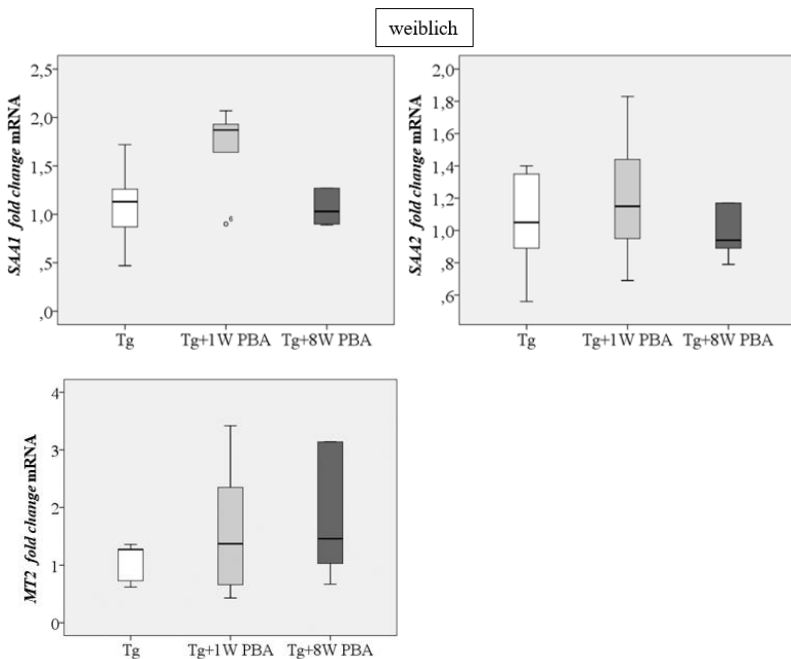 weiblich
SAA1 fold change mRNA
2,5
2,0
1,5
1,0
,5
,0
6
Tg
Tg+1W PBA
Tg+8W PBA
SAA2 fold change mRNA
2,0
1,8
1,6
1,4
1,2
1,0
,8
,6
Tg
Tg+1W PBA
Tg+8W PBA
MT2 fold change mRNA
4
3
2
1
0
Tg
Tg+1W PBA
Tg+8W PBA